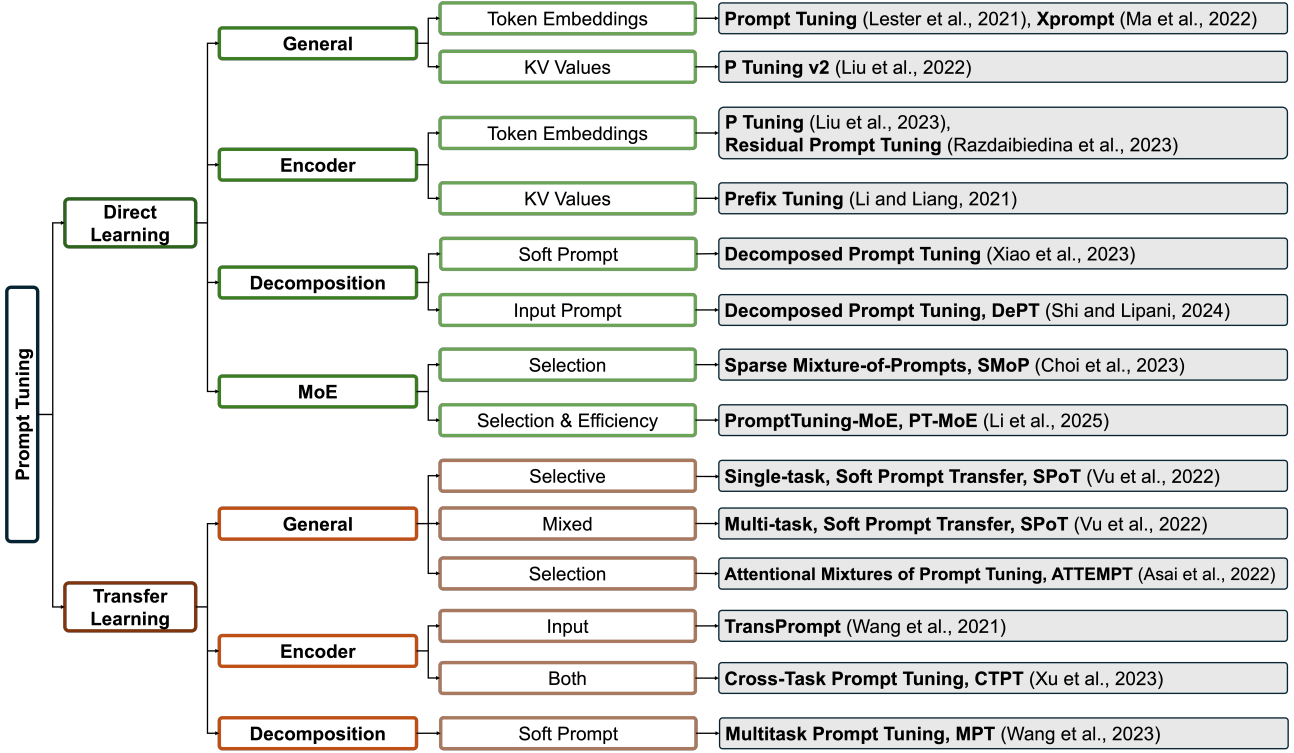 Prompt Tuning
Direct
Learning
General
Token Embeddings
Prompt Tuning (Lester et al., 2021), Xprompt (Ma et al., 2022)
KV Values
P Tuning v2 (Liu et al., 2022)
Encoder
Token Embeddings
P Tuning (Liu et al., 2023),
Residual Prompt Tuning (Razdaibiedina et al., 2023)
KV Values
Prefix Tuning (Li and Liang, 2021)
Decomposition
Soft Prompt
Decomposed Prompt Tuning (Xiao et al., 2023)
Input Prompt
Decomposed Prompt Tuning, DePT (Shi and Lipani, 2024)
MoE
Selection
Sparse Mixture-of-Prompts, SMoP (Choi et al., 2023)
Selection & Efficiency
PromptTuning-MoE, PT-MoE (Li et al., 2025)
Transfer
Learning
General
Selective
Single-task, Soft Prompt Transfer, SPoT (Vu et al., 2022)
Mixed
Multi-task, Soft Prompt Transfer, SPoT (Vu et al., 2022)
Selection
Attentional Mixtures of Prompt Tuning, ATTEMPT (Asai et al., 2022)
Encoder
Input
TransPrompt (Wang et al., 2021)
Both
Cross-Task Prompt Tuning, CTPT (Xu et al., 2023)
Decomposition
Soft Prompt
Multitask Prompt Tuning, MPT (Wang et al., 2023)